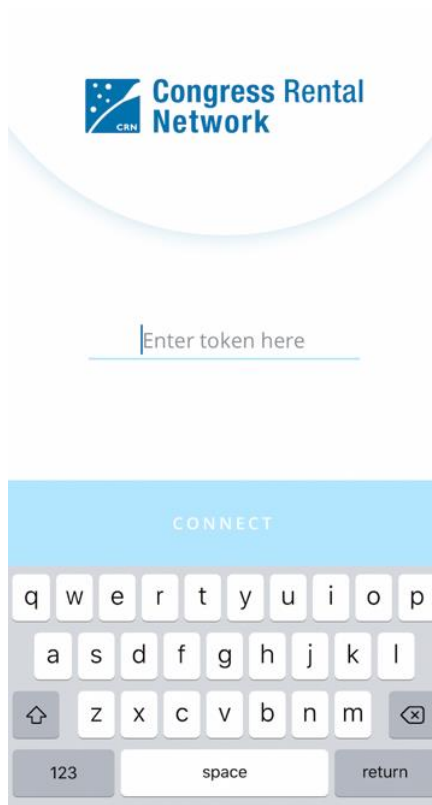 Congress Rental
CRN Network
Enter token here
CONNECT
q w e r t y u i o p
a s d f g h j k l
z x c v b n m
123 space return